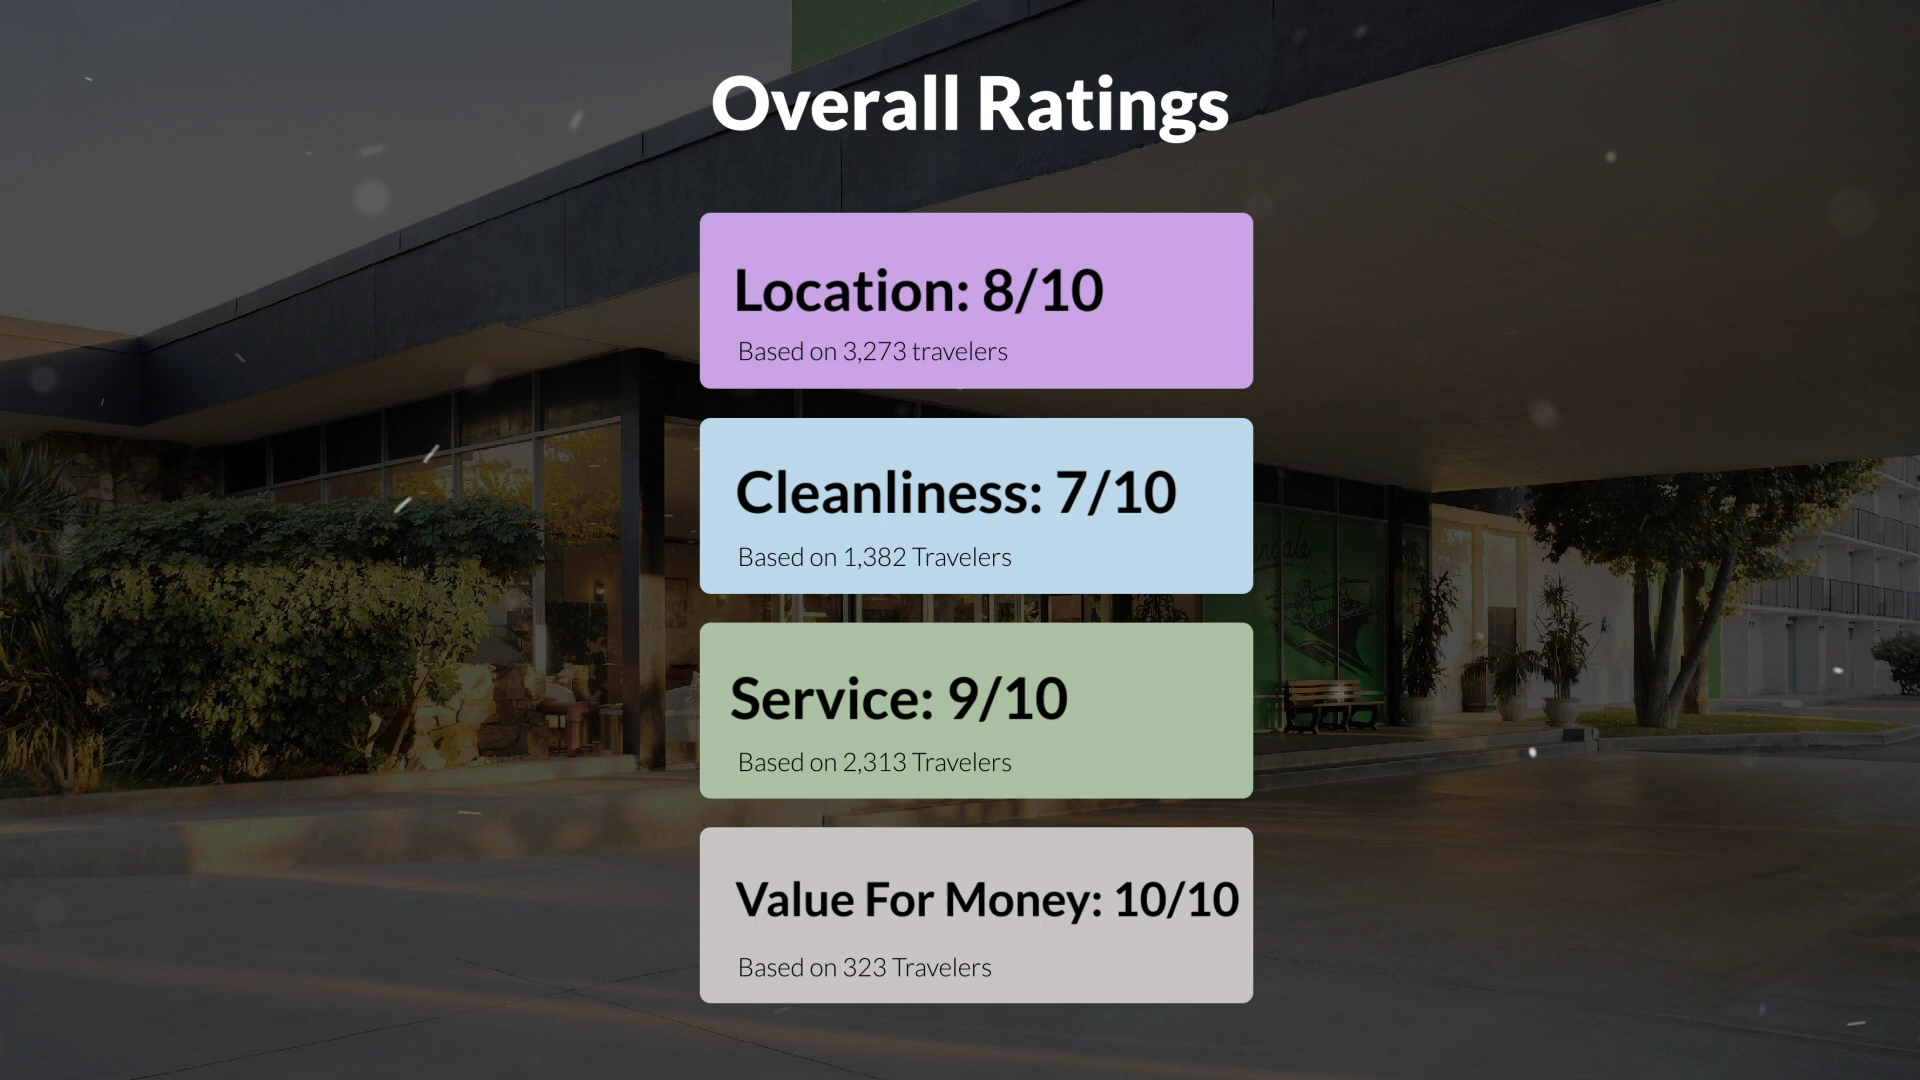 Overall Ratings
Location: 8/10
Based on 3,273 travelers
Cleanliness: 7/10
Based on 1,382 Travelers
Service: 9/10
Based on 2,313 Travelers
Value For Money: 10/10
Based on 323 Travelers